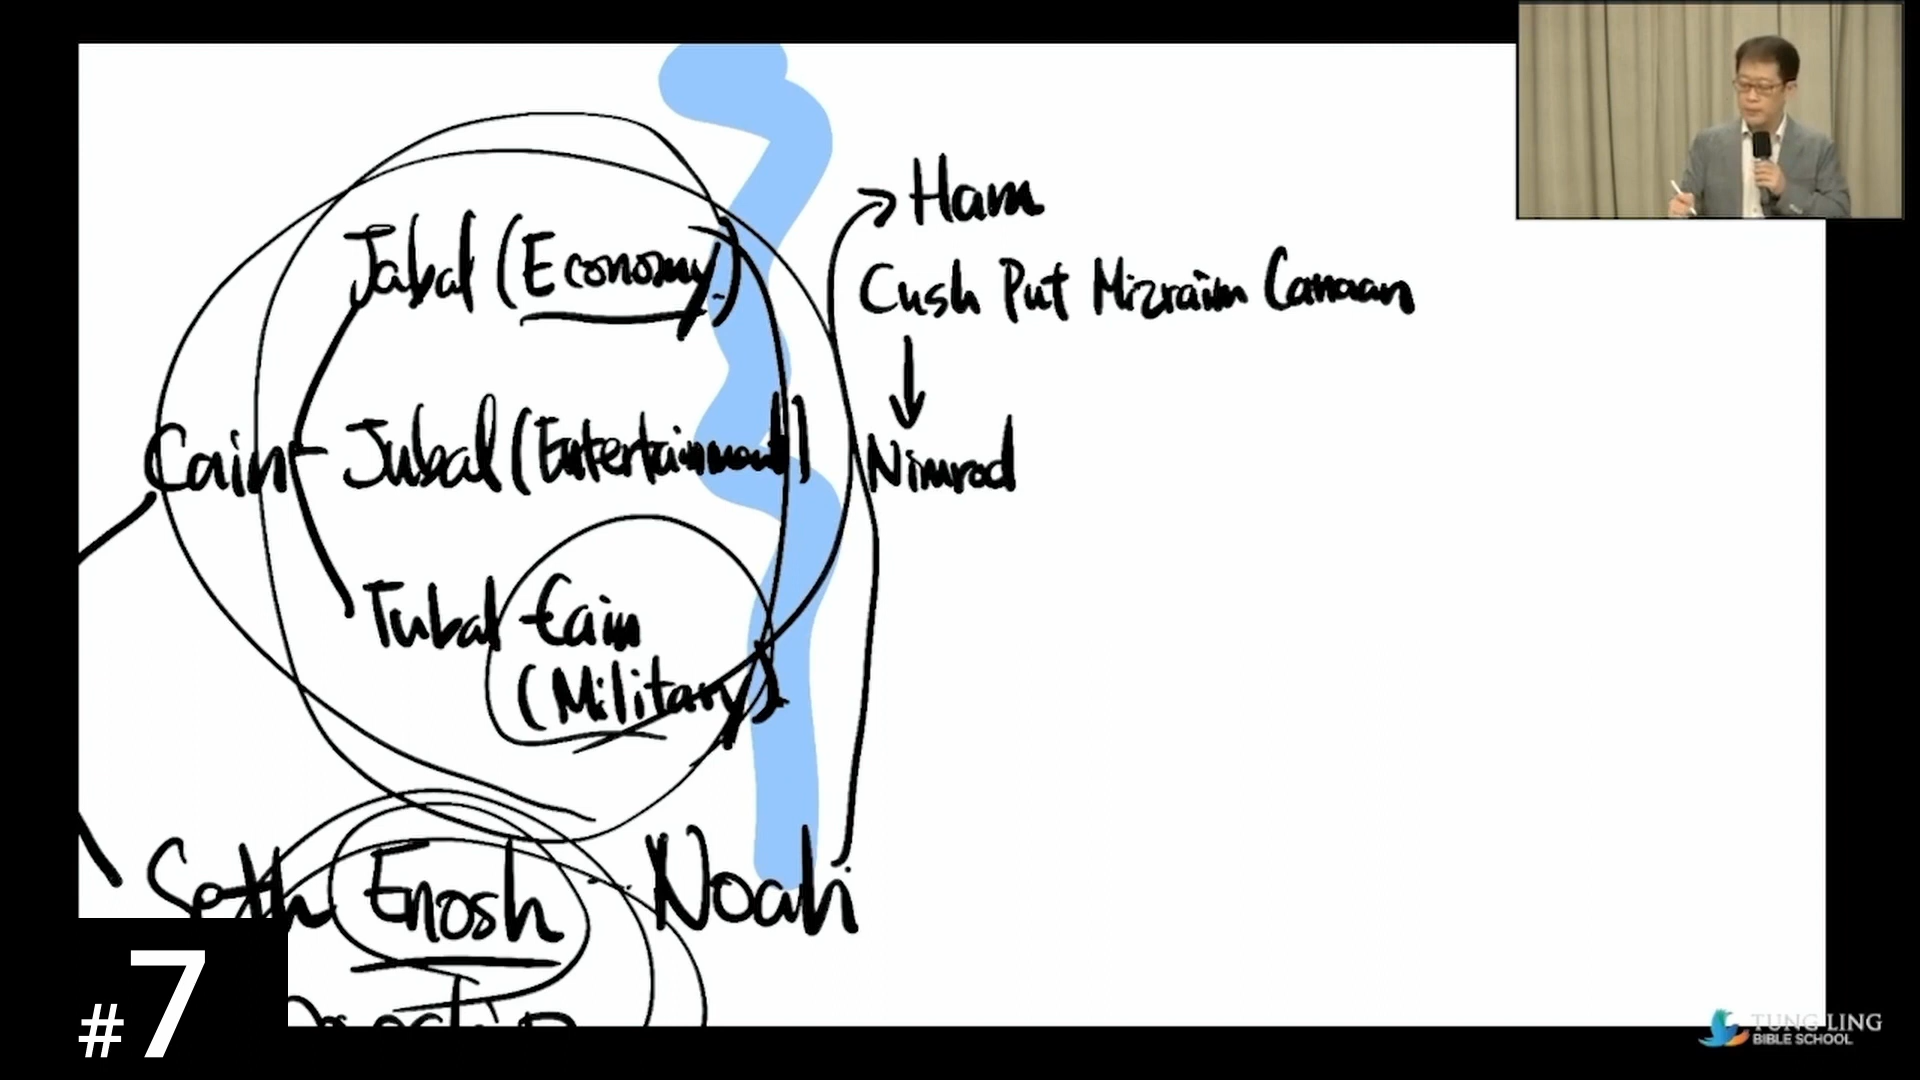 Ham
Jabal (Economy)
Cush Put Mizraim Canaan
Cain
Jubal (Entertainment)
Nimrod
Tubal Cain
(Military)
Seth Enosh Noah
#7
TUNG LING
BIBLE SCHOOL